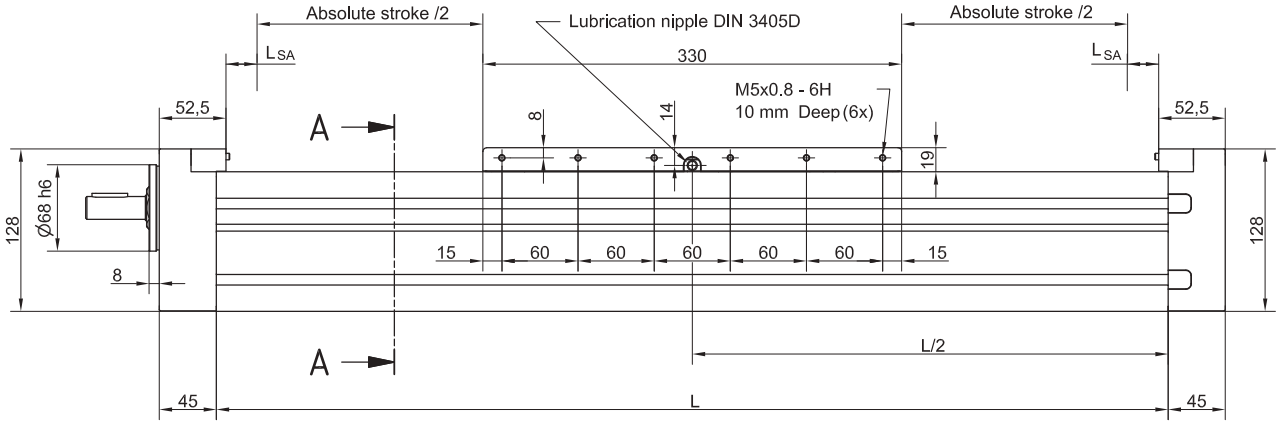 Absolute stroke /2
Lubrication nipple DIN 3405D
Absolute stroke /2
LSA
330
LSA
52,5
M5x0.8 - 6H
10 mm Deep (6x)
52,5
A
8
14
19
128
Ø68 h6
8
15
60
60
60
60
60
15
128
A
L/2
45
L
45